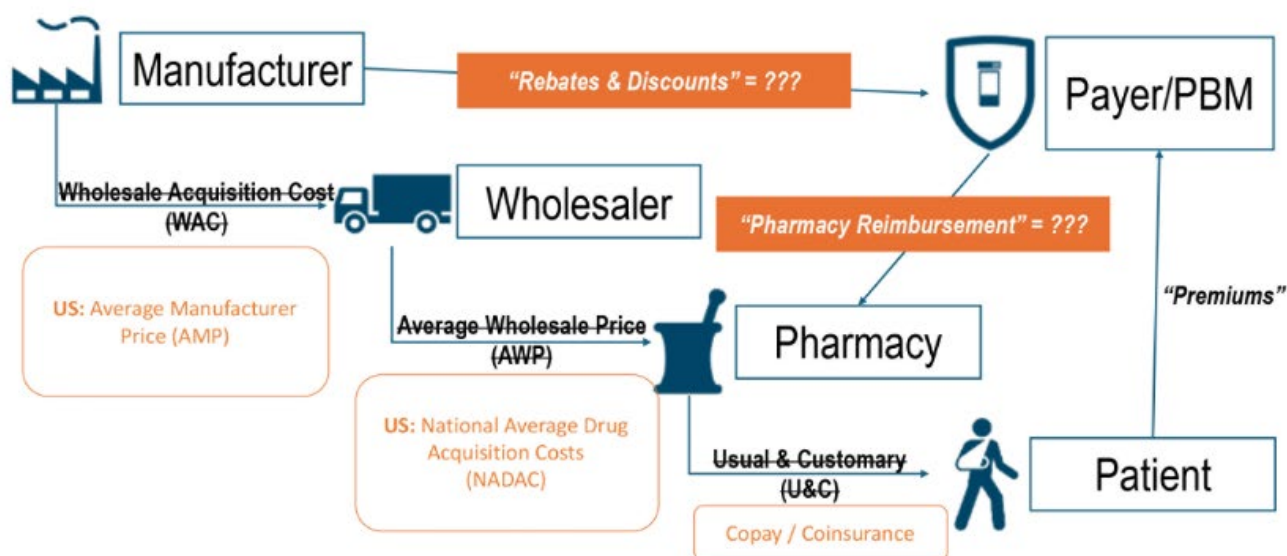 Manufacturer
“Rebates & Discounts” = ???
Payer/PBM
Wholesale Acquisition Cost
(WAC)
Wholesaler
“Pharmacy Reimbursement” = ???
US: Average Manufacturer
Price (AMP)
“Premiums”
Average Wholesale Price
(AWP)
Pharmacy
US: National Average Drug
Acquisition Costs
(NADAC)
Usual & Customary
(U&C)
Patient
Copay / Coinsurance